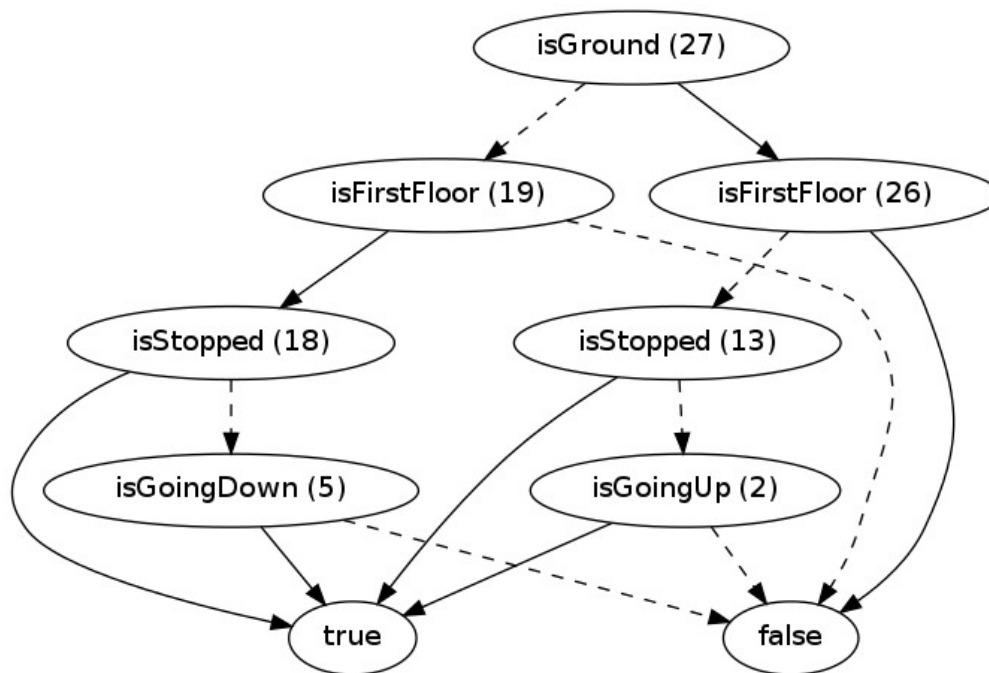 isGround (27)
isFirstFloor (19)
isFirstFloor (26)
isStopped (18)
isStopped (13)
isGoingDown (5)
isGoingUp (2)
true
false